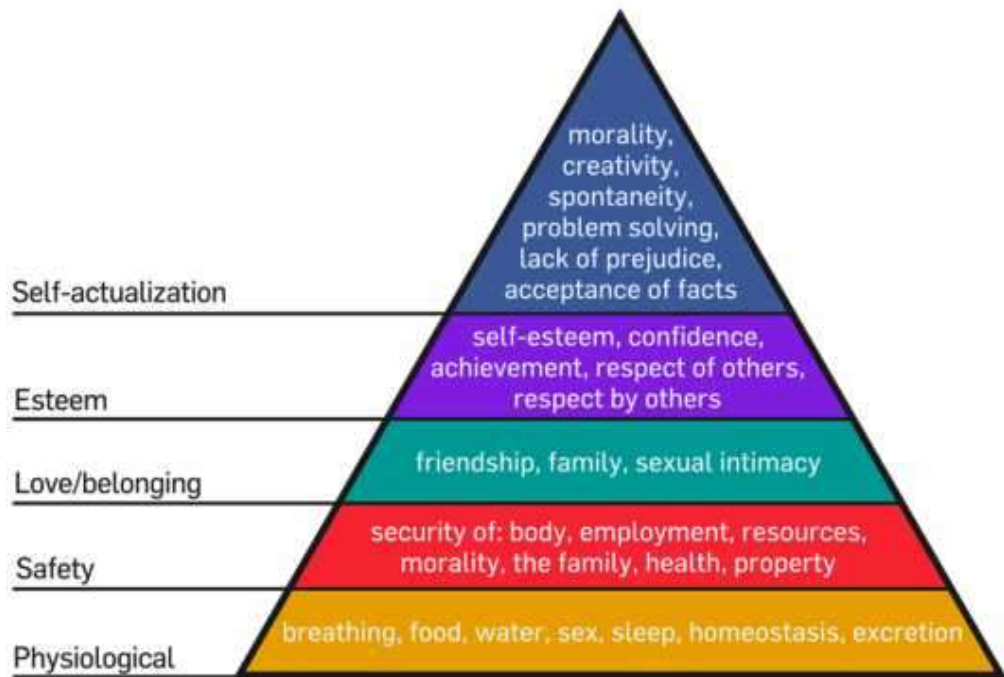 morality,
creativity,
spontaneity,
problem solving,
lack of prejudice,
acceptance of facts
Self-actualization
self-esteem, confidence,
achievement, respect of others,
respect by others
Esteem
friendship, family, sexual intimacy
Love/belonging
security of: body, employment, resources,
morality, the family, health, property
Safety
breathing, food, water, sex, sleep, homeostasis, excretion
Physiological